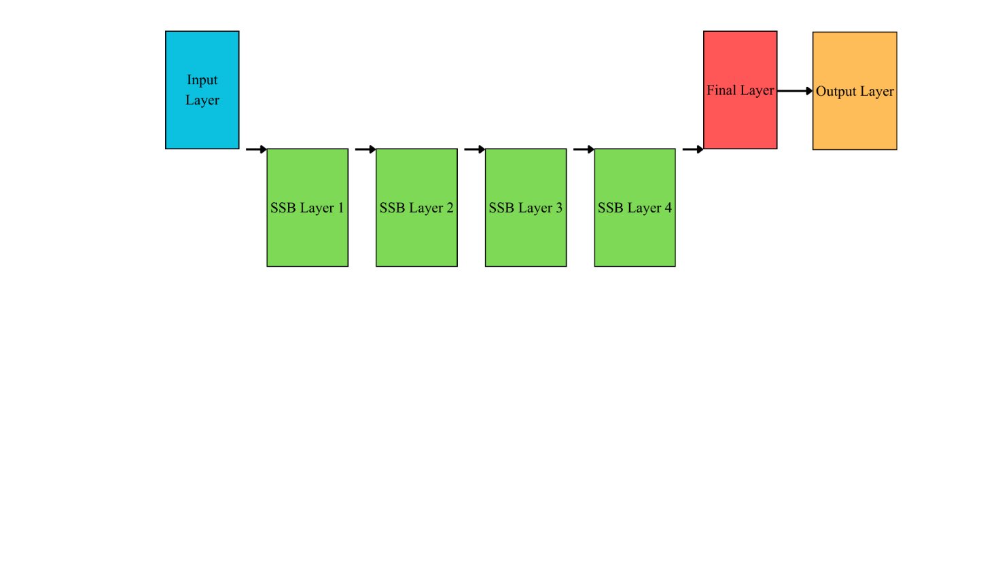 Input
Layer
SSB Layer 1
SSB Layer 2
SSB Layer 3
SSB Layer 4
Final Layer
Output Layer